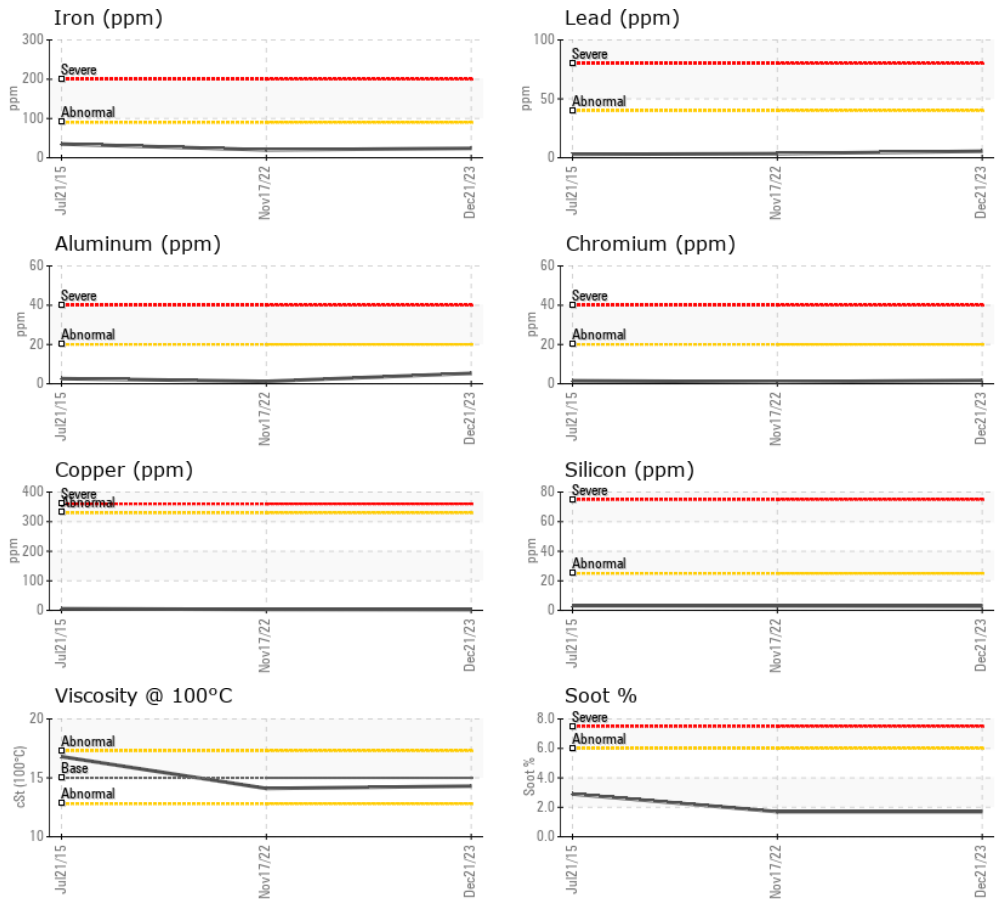 Iron (ppm)
300
200
100
0
ppm
Severe
Abnormal
Jul21/15
Nov17/22
Dec21/23
Lead (ppm)
100
50
0
ppm
Severe
Abnormal
Jul21/15
Nov17/22
Dec21/23
Aluminum (ppm)
60
40
20
0
ppm
Severe
Abnormal
Jul21/15
Nov17/22
Dec21/23
Chromium (ppm)
60
40
20
0
ppm
Severe
Abnormal
Jul21/15
Nov17/22
Dec21/23
Copper (ppm)
400
300
200
100
0
ppm
Severe
Abnormal
Jul21/15
Nov17/22
Dec21/23
Silicon (ppm)
80
60
40
20
0
ppm
Severe
Abnormal
Jul21/15
Nov17/22
Dec21/23
Viscosity @ 100°C
20
15
10
cSt (100°C)
Abnormal
Base
Abnormal
Jul21/15
Nov17/22
Dec21/23
Soot %
8.0
6.0
4.0
2.0
0.0
Soot %
Severe
Abnormal
Jul21/15
Nov17/22
Dec21/23